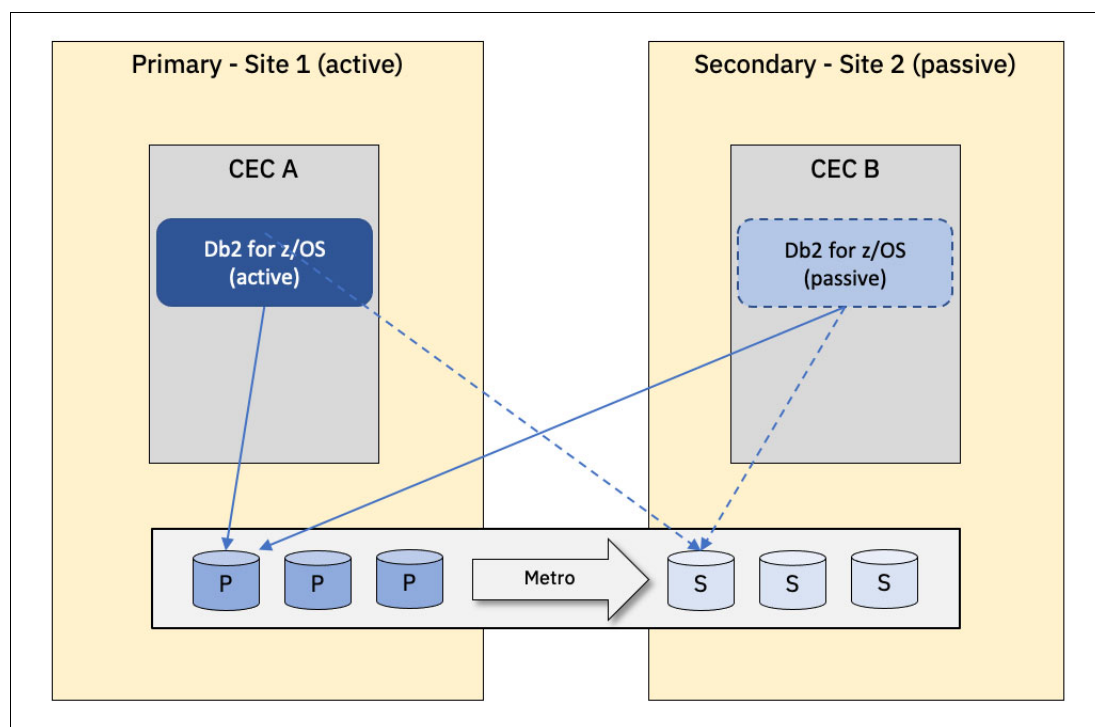 Primary - Site 1 (active)
Secondary - Site 2 (passive)
CEC A
CEC B
Db2 for z/OS
(active)
Db2 for z/OS
(passive)
P
P
P
Metro
S
S
S